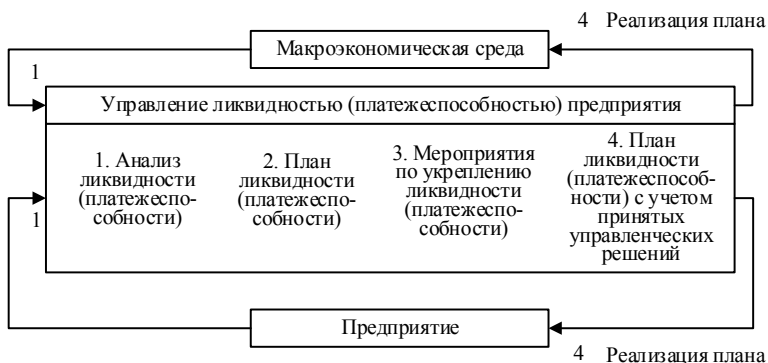 4 Реализация плана
Макроэкономическая среда
1
Управление ликвидностью (платежеспособностью) предприятия
1. Анализ
ликвидности
(платежеспо-
собности)
2. План
ликвидности
(платежеспо-
собности)
3. Мероприятия
по укреплению
ликвидности
(платежеспо-
собности)
4. План
ликвидности
(платежеспособ-
ности) с учетом
принятых
управленческих
решений
1
Предприятие
4 Реализация плана